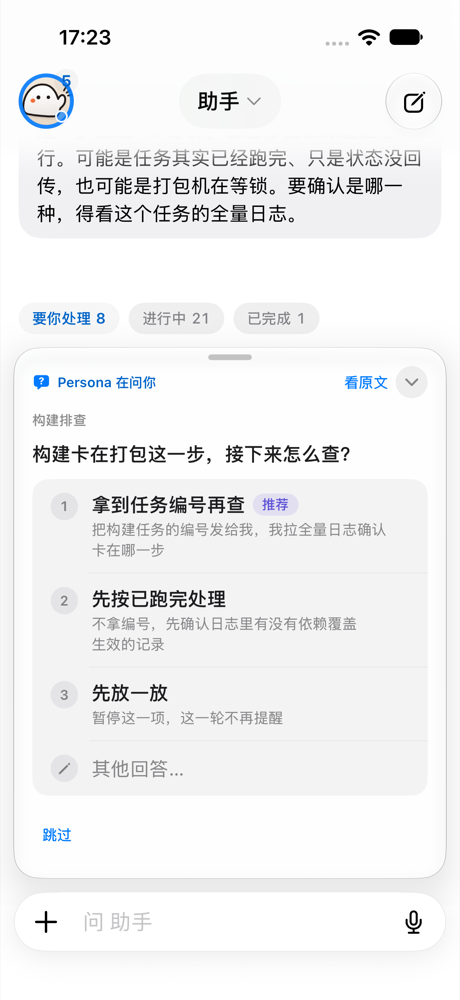 17:23
5
助手
行。可能是任务其实已经跑完、只是状态没回
传，也可能是打包机在等锁。要确认是哪一
种，得看这个任务的全量日志。
要你处理 8
进行中 21
已完成 1
Persona 在问你
看原文
构建排查
构建卡在打包这一步，接下来怎么查？
1
拿到任务编号再查
推荐
把构建任务的编号发给我，我拉全量日志确认
卡在哪一步
2
先按已跑完处理
不拿编号，先确认日志里有没有依赖覆盖
生效的记录
3
先放一放
暂停这一项，这一轮不再提醒
其他回答...
跳过
问 助手